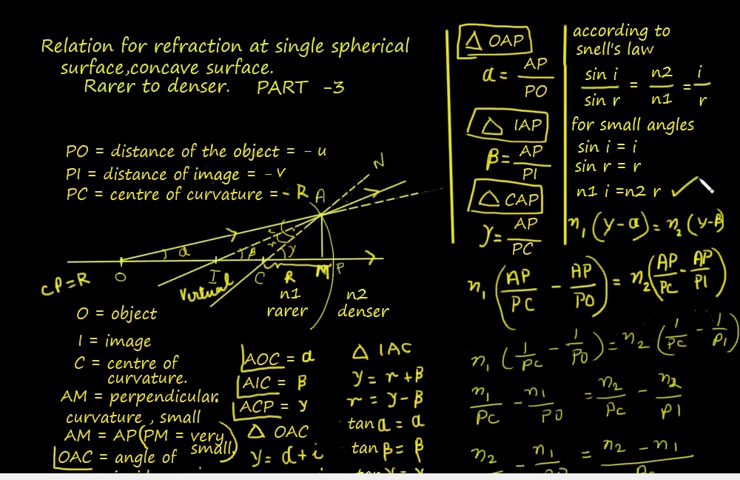 Relation for refraction at single spherical
surface,concave surface.
Rarer to denser. PART -3
PO = distance of the object = - u
PI = distance of image = -v
PC = centre of curvature = - R
N
A
α
β
i
r
γ
CP=R
O
I
C
R
M
P
Virtual
n1
rarer
n2
denser
O = object
I = image
C = centre of
curvature.
AM = perpendicular.
curvature , small
AM = AP(PM = very
small)
∠OAC = angle of
∠AOC = α
∠AIC = β
∠ACP = γ
△ OAC
γ = α + i
△ IAC
γ = r + β
r = γ - β
tan α = α
tan β = β
△ OAP
α = AP/PO
△ IAP
β = AP/PI
△ CAP
γ = AP/PC
according to
snell's law
sin i / sin r = n2 / n1 = i / r
for small angles
sin i = i
sin r = r
n1 i = n2 r ✓
n₁ (γ-α) = n₂ (γ-β)
n₁ (AP/PC - AP/PO) = n₂ (AP/PC - AP/PI)
n₁ (1/PC - 1/PO) = n₂ (1/PC - 1/PI)
n₁/PC - n₁/PO = n₂/PC - n₂/PI
n₂ - n₁ = n₂ - n₁